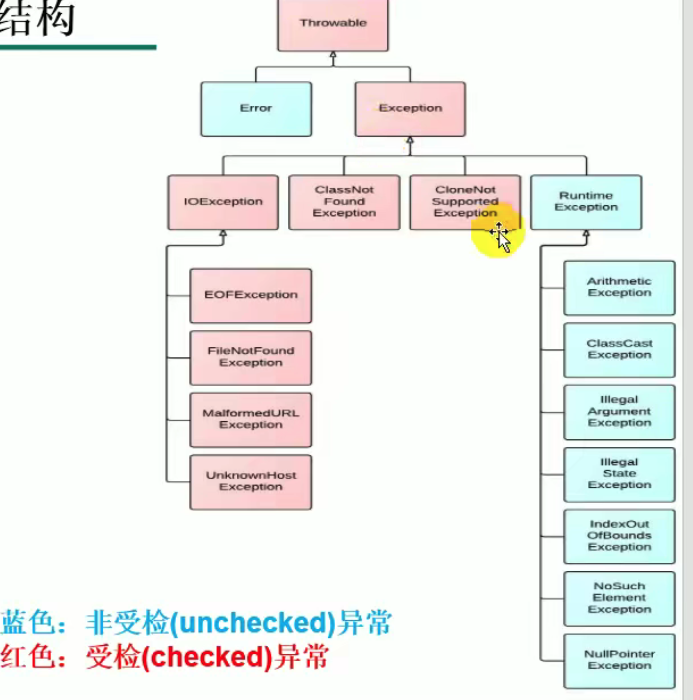 结构
Throwable
Error
Exception
IOException
ClassNot
Found
Exception
CloneNot
Supported
Exception
Runtime
Exception
EOFException
FileNotFound
Exception
MalformedURL
Exception
UnknownHost
Exception
Arithmetic
Exception
ClassCast
Exception
Illegal
Argument
Exception
Illegal
State
Exception
IndexOut
OfBounds
Exception
NoSuch
Element
Exception
NullPointer
Exception
蓝色：非受检(unchecked)异常
红色：受检(checked)异常